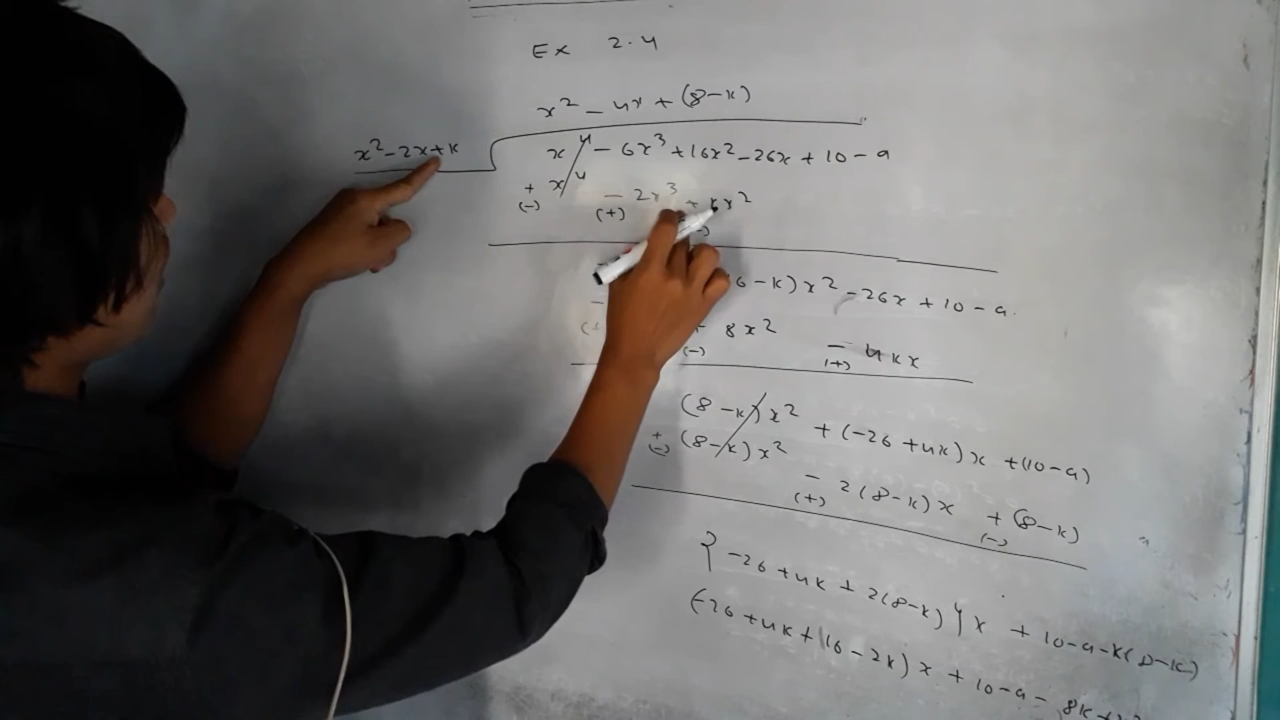 Ex 2.4
x² - 4x + (8-k)
x² - 2x + k
x⁴ - 6x³ + 16x² - 26x + 10 - a
+ x⁴ - 2x³ + kx²
(-) (+) (-)
6 - k)x² - 26x + 10 - a
8x² - 4kx
(-) (+)
(8-k)x² + (-26 + 4k)x + (10-a)
+ (8-k)x² - 2(8-k)x + (8-k)
(-) (+) (-)
{-26 + 4k + 2(8-k)}x + 10 - a - k(8-k)
(-26 + 4k + 16 - 2k)x + 10 - a - 8k +